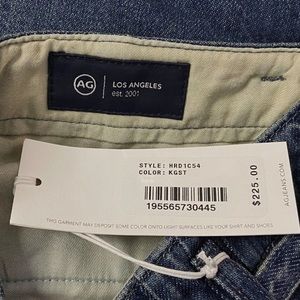 AG
LOS ANGELES
est. 2001
STYLE: HRD1C54
COLOR: KGST
195565730445
$225.00
AGJEANS.COM
THIS GARMENT MAY DEPOSIT SOME COLOR ONTO LIGHT SURFACES LIKE YOUR SHIRT AND SHOES